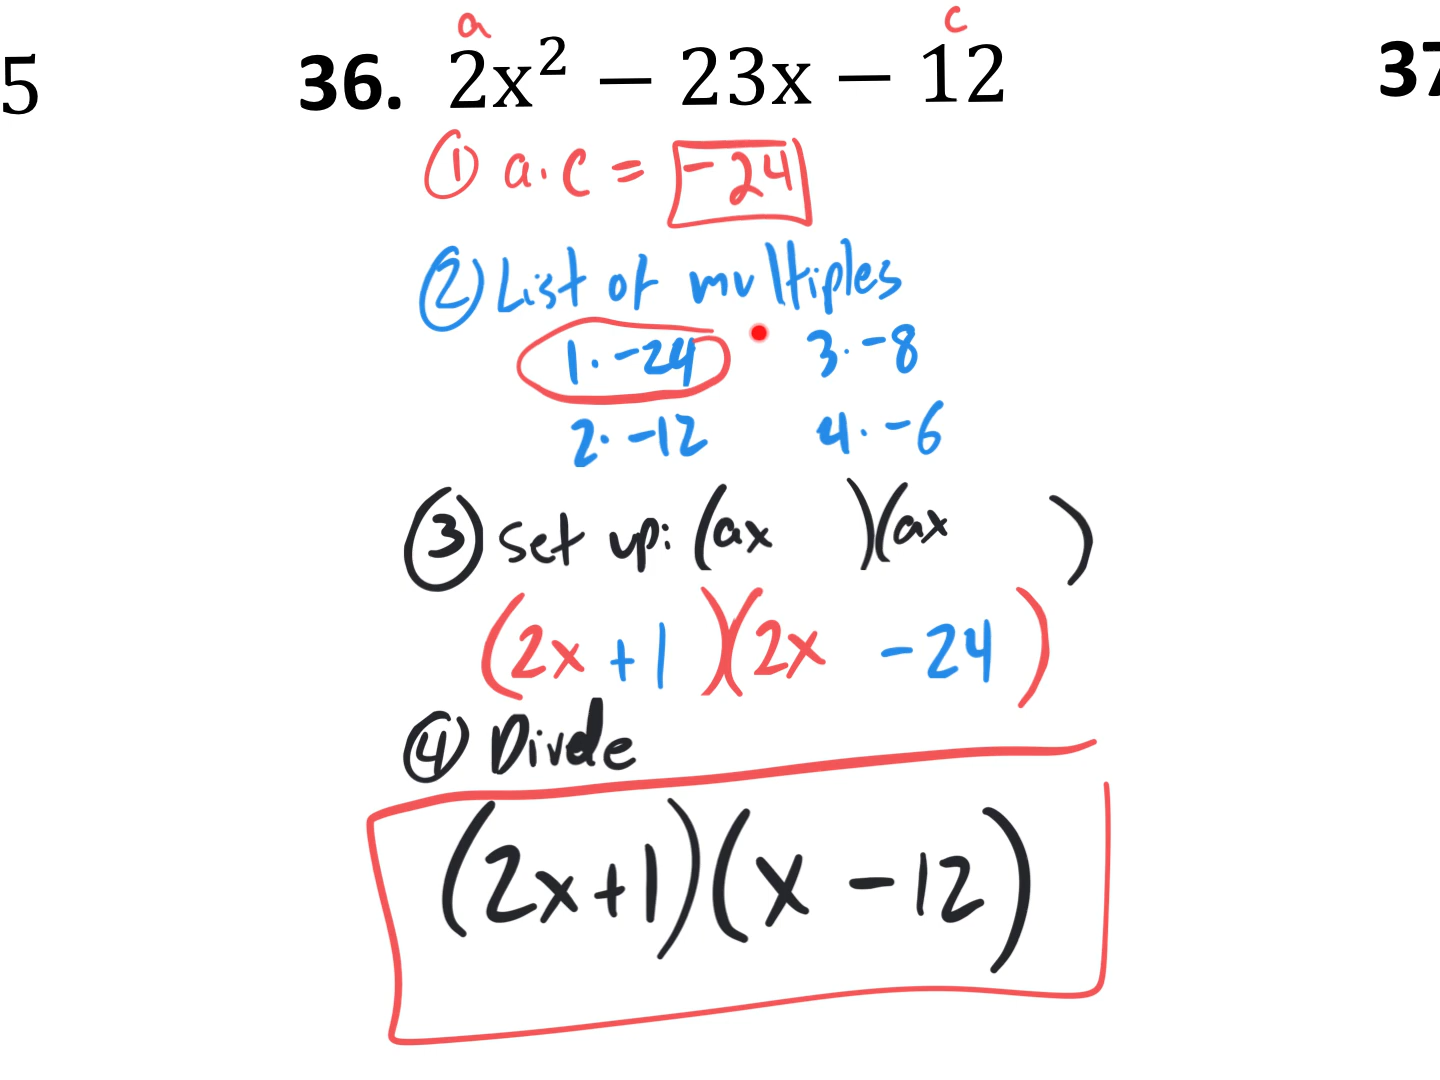 a c
5 36. 2x² − 23x − 12 37
① a·c = -24
② List of multiples
1·-24 3·-8
2·-12 4·-6
③ Set up: (ax )(ax )
(2x +1)(2x -24)
④ Divide
(2x+1)(x -12)